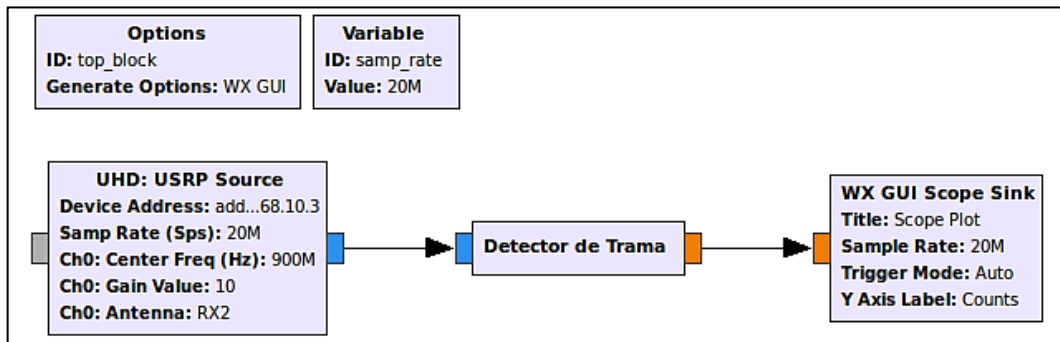 Options
ID: top_block
Generate Options: WX GUI
Variable
ID: samp_rate
Value: 20M
UHD: USRP Source
Device Address: add...68.10.3
Samp Rate (Sps): 20M
Ch0: Center Freq (Hz): 900M
Ch0: Gain Value: 10
Ch0: Antenna: RX2
Detector de Trama
WX GUI Scope Sink
Title: Scope Plot
Sample Rate: 20M
Trigger Mode: Auto
Y Axis Label: Counts